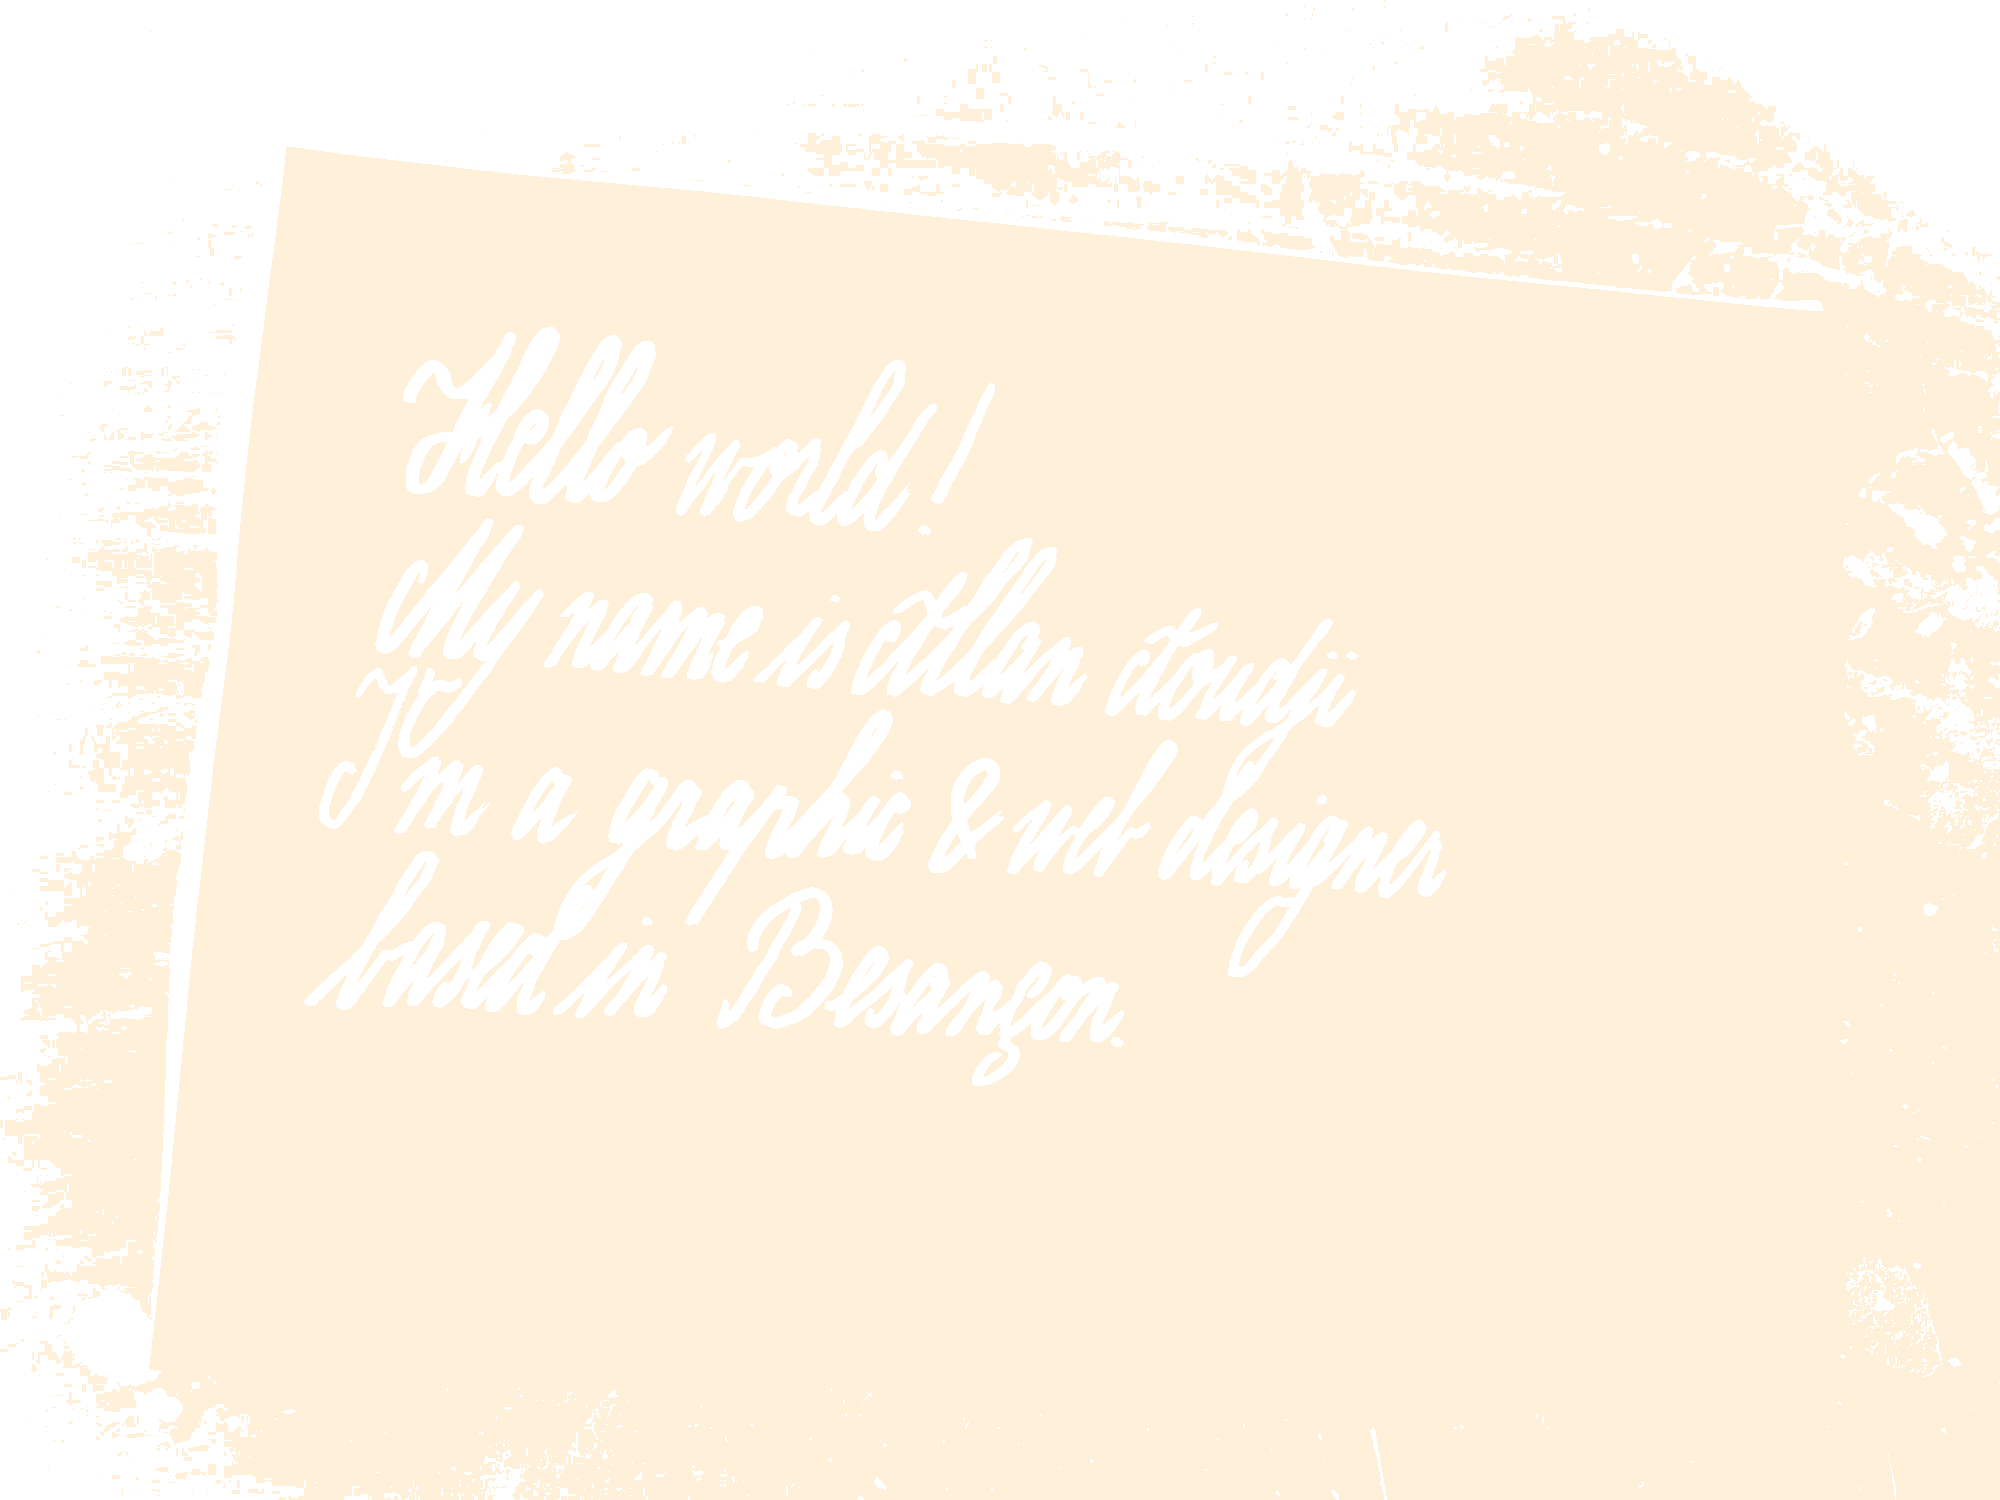 Hello world!
My name is Allan Aoudji
I'm a graphic & web designer
based in Besançon.